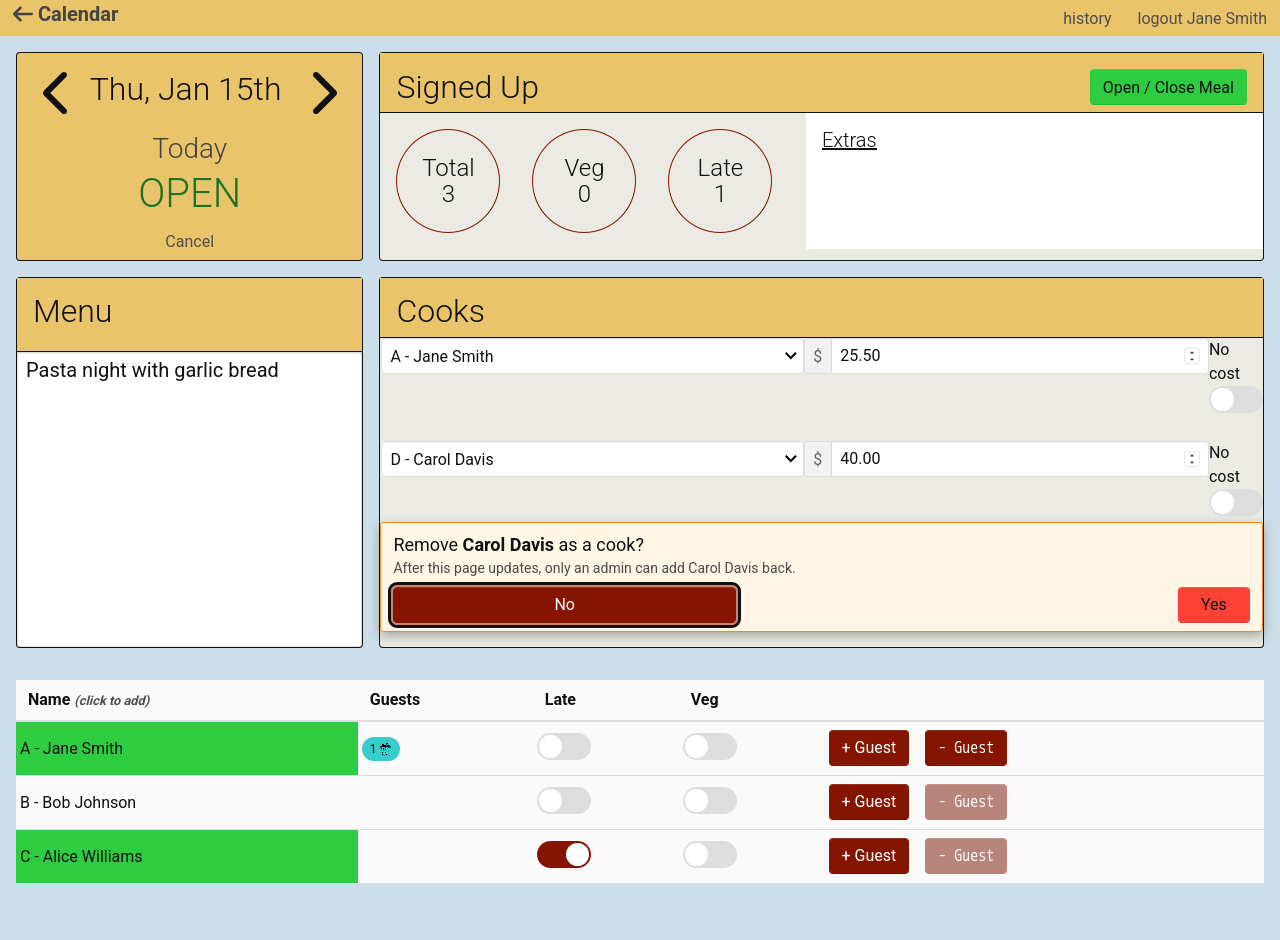 Calendar
history logout Jane Smith
Thu, Jan 15th
Today
OPEN
Cancel
Signed Up
Open / Close Meal
Total
3
Veg
0
Late
1
Extras
Menu
Pasta night with garlic bread
Cooks
A - Jane Smith $ 25.50 No
cost
D - Carol Davis $ 40.00 No
cost
Remove Carol Davis as a cook?
After this page updates, only an admin can add Carol Davis back.
No Yes
Name (click to add) Guests Late Veg
A - Jane Smith 1 + Guest - Guest
B - Bob Johnson + Guest - Guest
C - Alice Williams + Guest - Guest